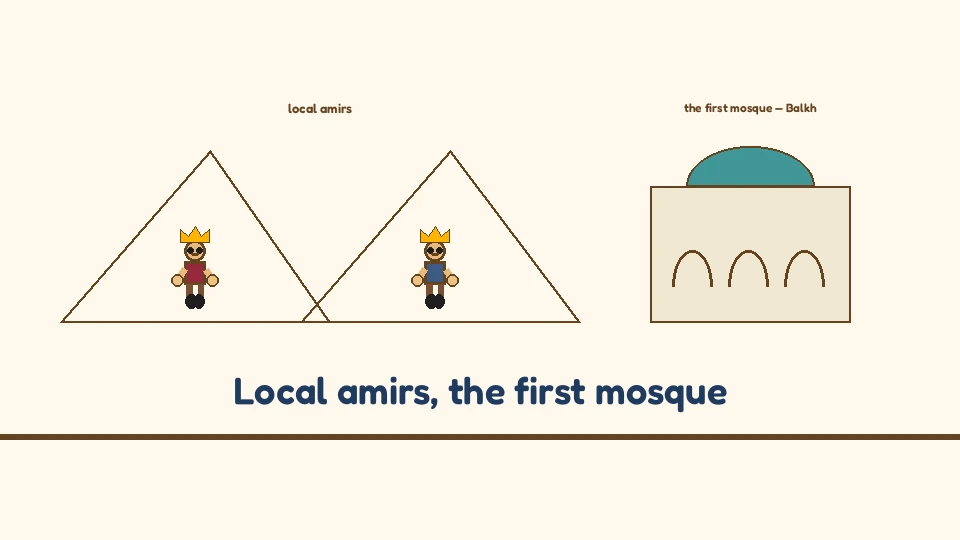 local amirs
the first mosque – Balkh
Local amirs, the first mosque